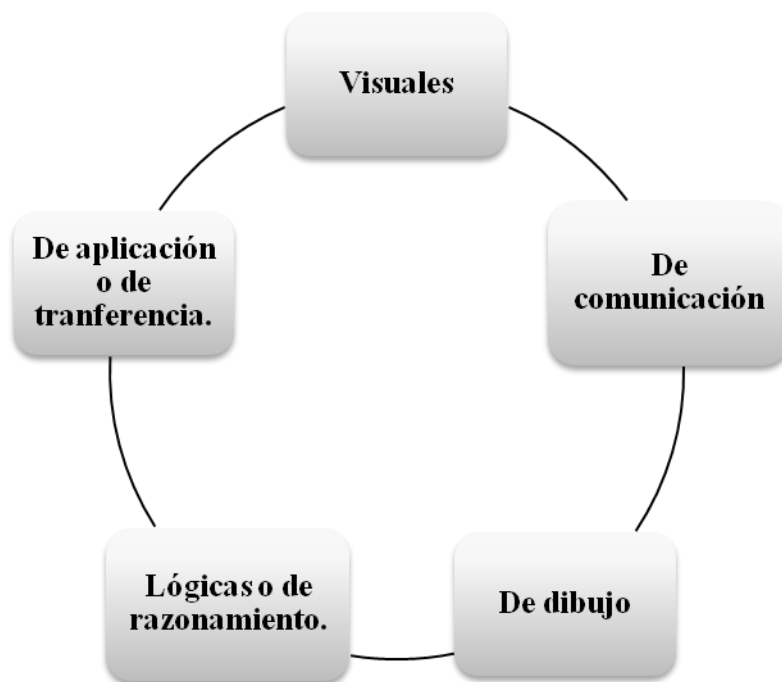 Visuales
De
comunicación
De dibujo
Lógicas o de
razonamiento.
De aplicación
o de
tranferencia.